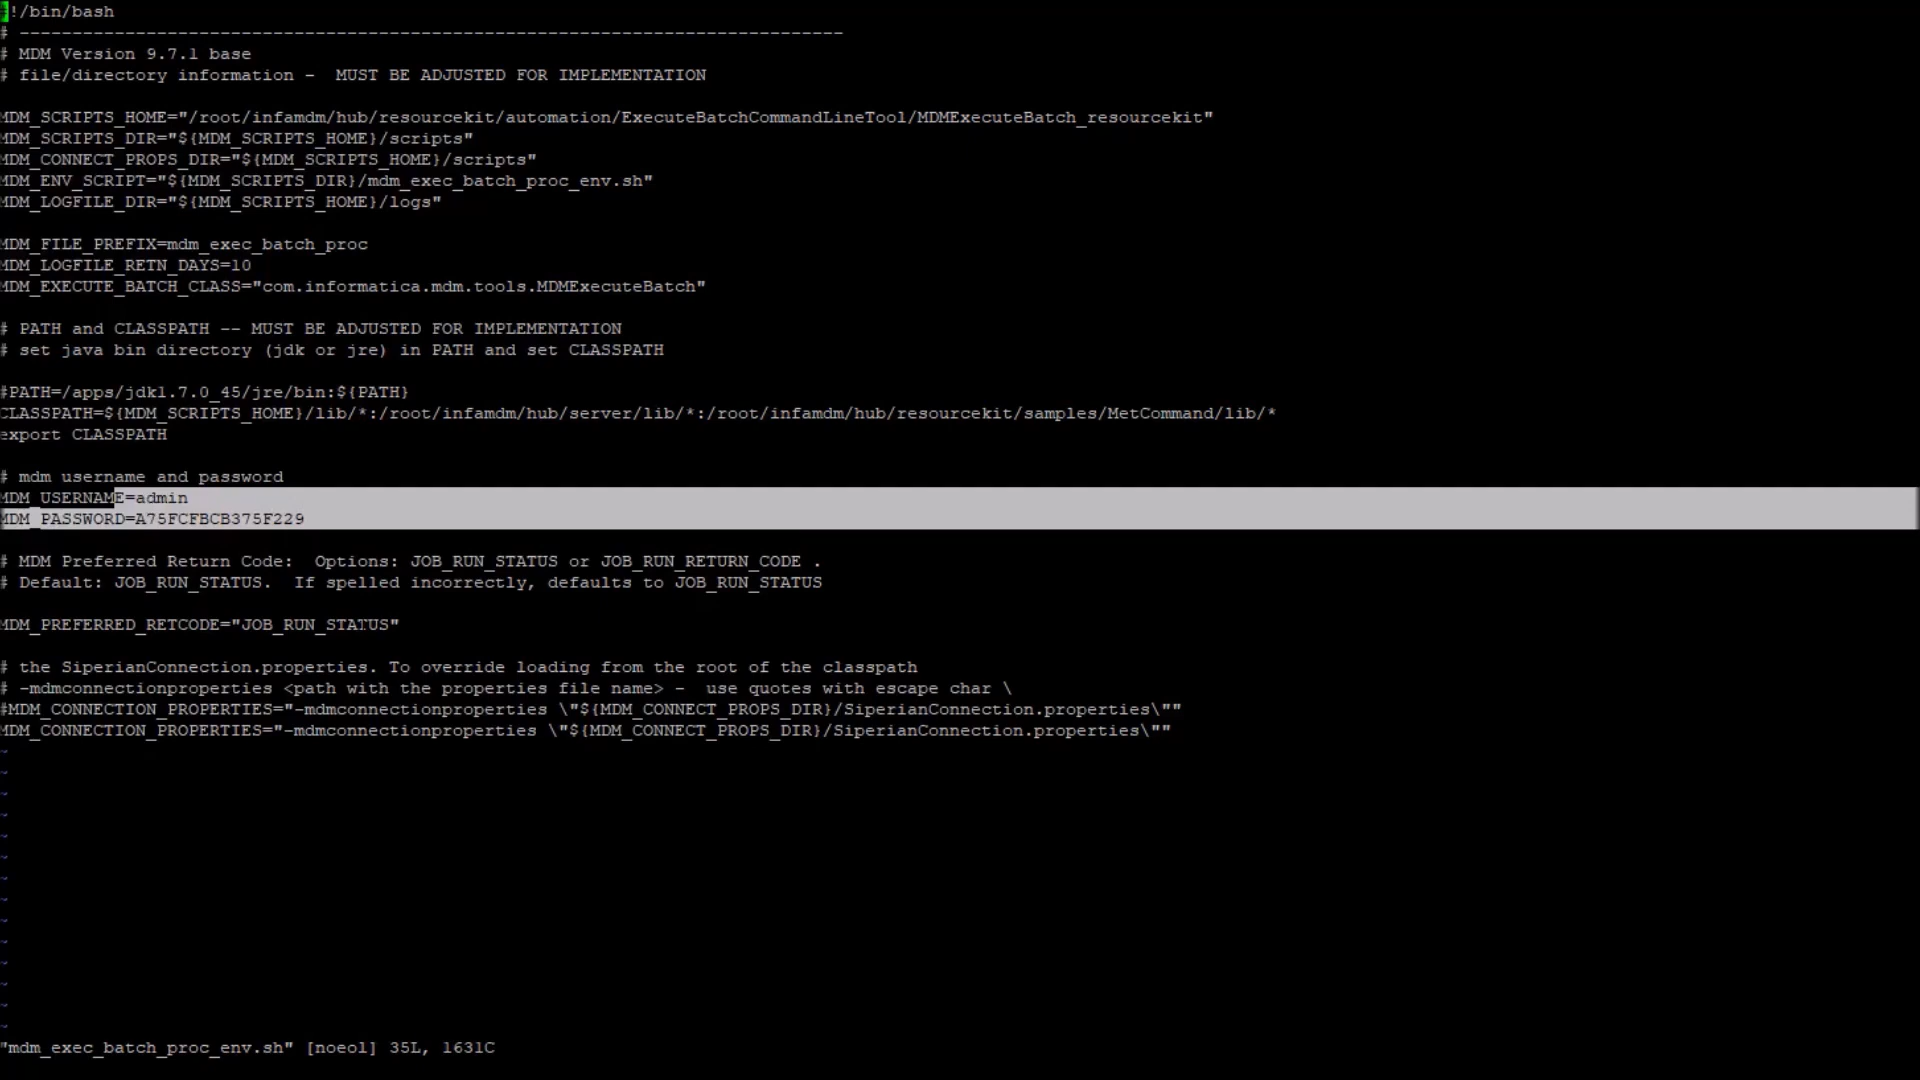 #!/bin/bash
# ------------------------------------------------------------------------------
# MDM Version 9.7.1 base
# file/directory information -  MUST BE ADJUSTED FOR IMPLEMENTATION
MDM_SCRIPTS_HOME="/root/infamdm/hub/resourcekit/automation/ExecuteBatchCommandLineTool/MDMExecuteBatch_resourcekit"
MDM_SCRIPTS_DIR="${MDM_SCRIPTS_HOME}/scripts"
MDM_CONNECT_PROPS_DIR="${MDM_SCRIPTS_HOME}/scripts"
MDM_ENV_SCRIPT="${MDM_SCRIPTS_DIR}/mdm_exec_batch_proc_env.sh"
MDM_LOGFILE_DIR="${MDM_SCRIPTS_HOME}/logs"
MDM_FILE_PREFIX=mdm_exec_batch_proc
MDM_LOGFILE_RETN_DAYS=10
MDM_EXECUTE_BATCH_CLASS="com.informatica.mdm.tools.MDMExecuteBatch"
# PATH and CLASSPATH -- MUST BE ADJUSTED FOR IMPLEMENTATION
# set java bin directory (jdk or jre) in PATH and set CLASSPATH
#PATH=/apps/jdk1.7.0_45/jre/bin:${PATH}
CLASSPATH=${MDM_SCRIPTS_HOME}/lib/*:/root/infamdm/hub/server/lib/*:/root/infamdm/hub/resourcekit/samples/MetCommand/lib/*
export CLASSPATH
# mdm username and password
MDM_USERNAME=admin
MDM_PASSWORD=A75FCFBCB375F229
# MDM Preferred Return Code:  Options: JOB_RUN_STATUS or JOB_RUN_RETURN_CODE .
# Default: JOB_RUN_STATUS.  If spelled incorrectly, defaults to JOB_RUN_STATUS
MDM_PREFERRED_RETCODE="JOB_RUN_STATUS"
# the SiperianConnection.properties. To override loading from the root of the classpath
# -mdmconnectionproperties <path with the properties file name> -  use quotes with escape char \
#MDM_CONNECTION_PROPERTIES="-mdmconnectionproperties \"${MDM_CONNECT_PROPS_DIR}/SiperianConnection.properties\""
MDM_CONNECTION_PROPERTIES="-mdmconnectionproperties \"${MDM_CONNECT_PROPS_DIR}/SiperianConnection.properties\""
~
~
~
~
~
~
~
~
~
~
~
~
~
~
"mdm_exec_batch_proc_env.sh" [noeol] 35L, 1631C